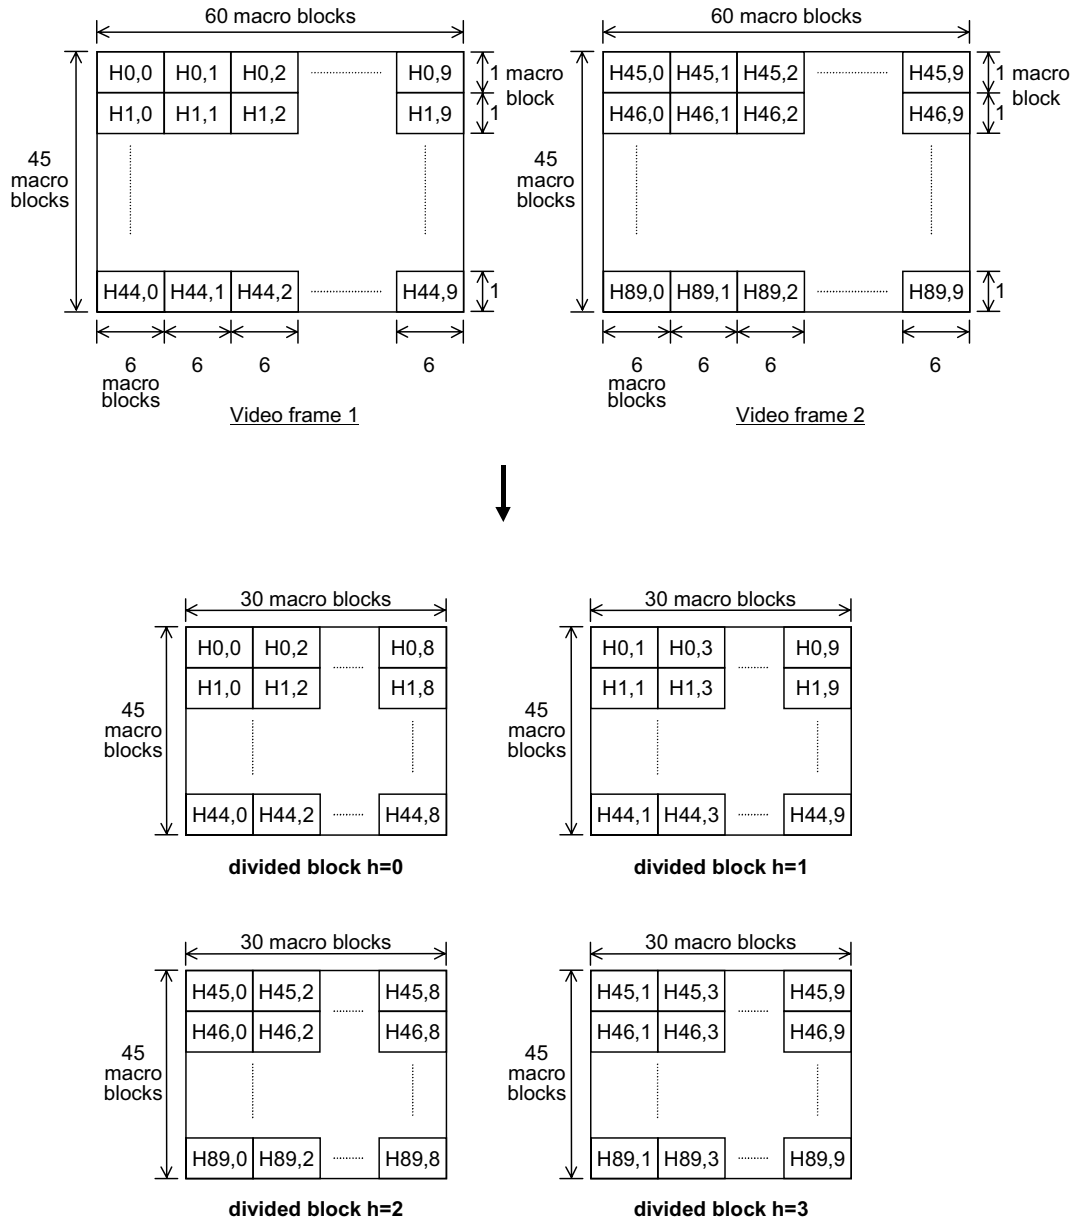 60 macro blocks
60 macro blocks
H0,0 H0,1 H0,2 H0,9 1 macro
block
H1,0 H1,1 H1,2 H1,9 1
45
macro
blocks
H44,0 H44,1 H44,2 H44,9 1
6 6 6 6
macro
blocks
Video frame 1
H45,0 H45,1 H45,2 H45,9 1 macro
block
H46,0 H46,1 H46,2 H46,9 1
45
macro
blocks
H89,0 H89,1 H89,2 H89,9 1
6 6 6 6
macro
blocks
Video frame 2
30 macro blocks
H0,0 H0,2 H0,8
H1,0 H1,2 H1,8
45
macro
blocks
H44,0 H44,2 H44,8
divided block h=0
30 macro blocks
H0,1 H0,3 H0,9
H1,1 H1,3 H1,9
45
macro
blocks
H44,1 H44,3 H44,9
divided block h=1
30 macro blocks
H45,0 H45,2 H45,8
H46,0 H46,2 H46,8
45
macro
blocks
H89,0 H89,2 H89,8
divided block h=2
30 macro blocks
H45,1 H45,3 H45,9
H46,1 H46,3 H46,9
45
macro
blocks
H89,1 H89,3 H89,9
divided block h=3